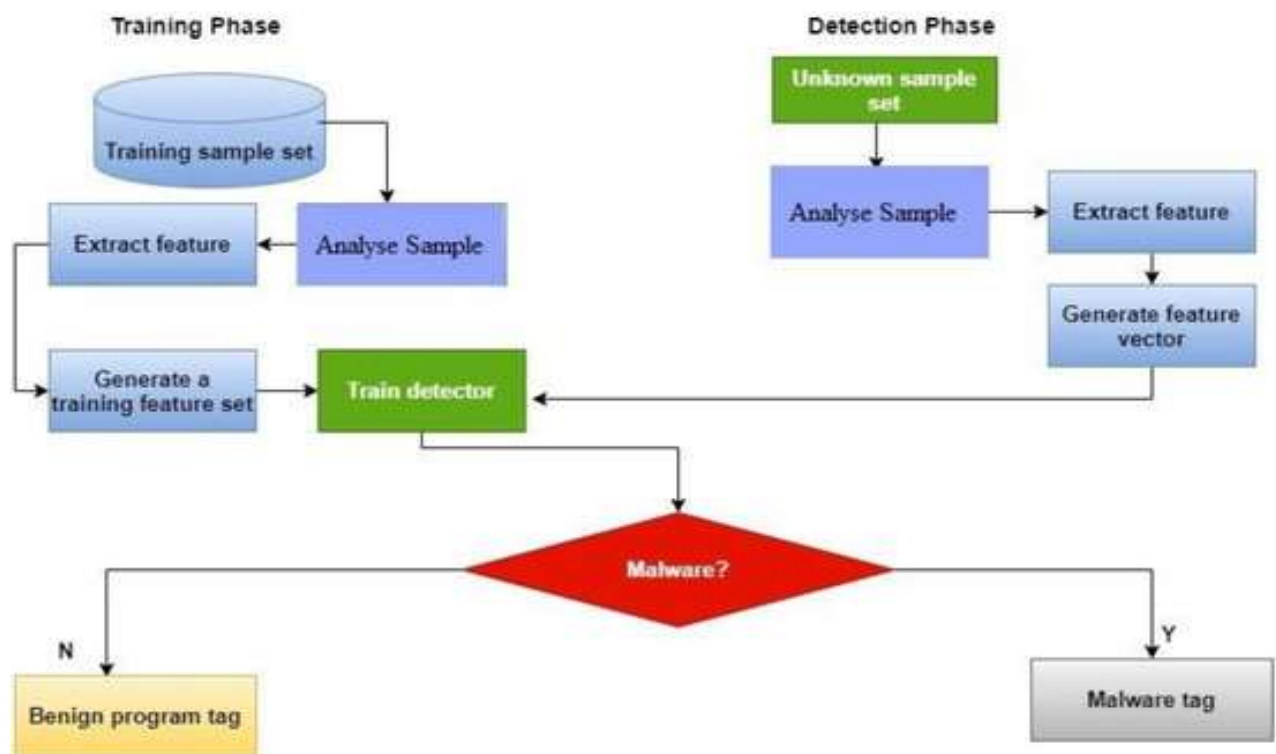 Training Phase
Detection Phase
Training sample set
Unknown sample
set
Analyse Sample
Extract feature
Extract feature
Analyse Sample
Generate feature
vector
Generate a
training feature set
Train detector
Malware?
N
Y
Benign program tag
Malware tag